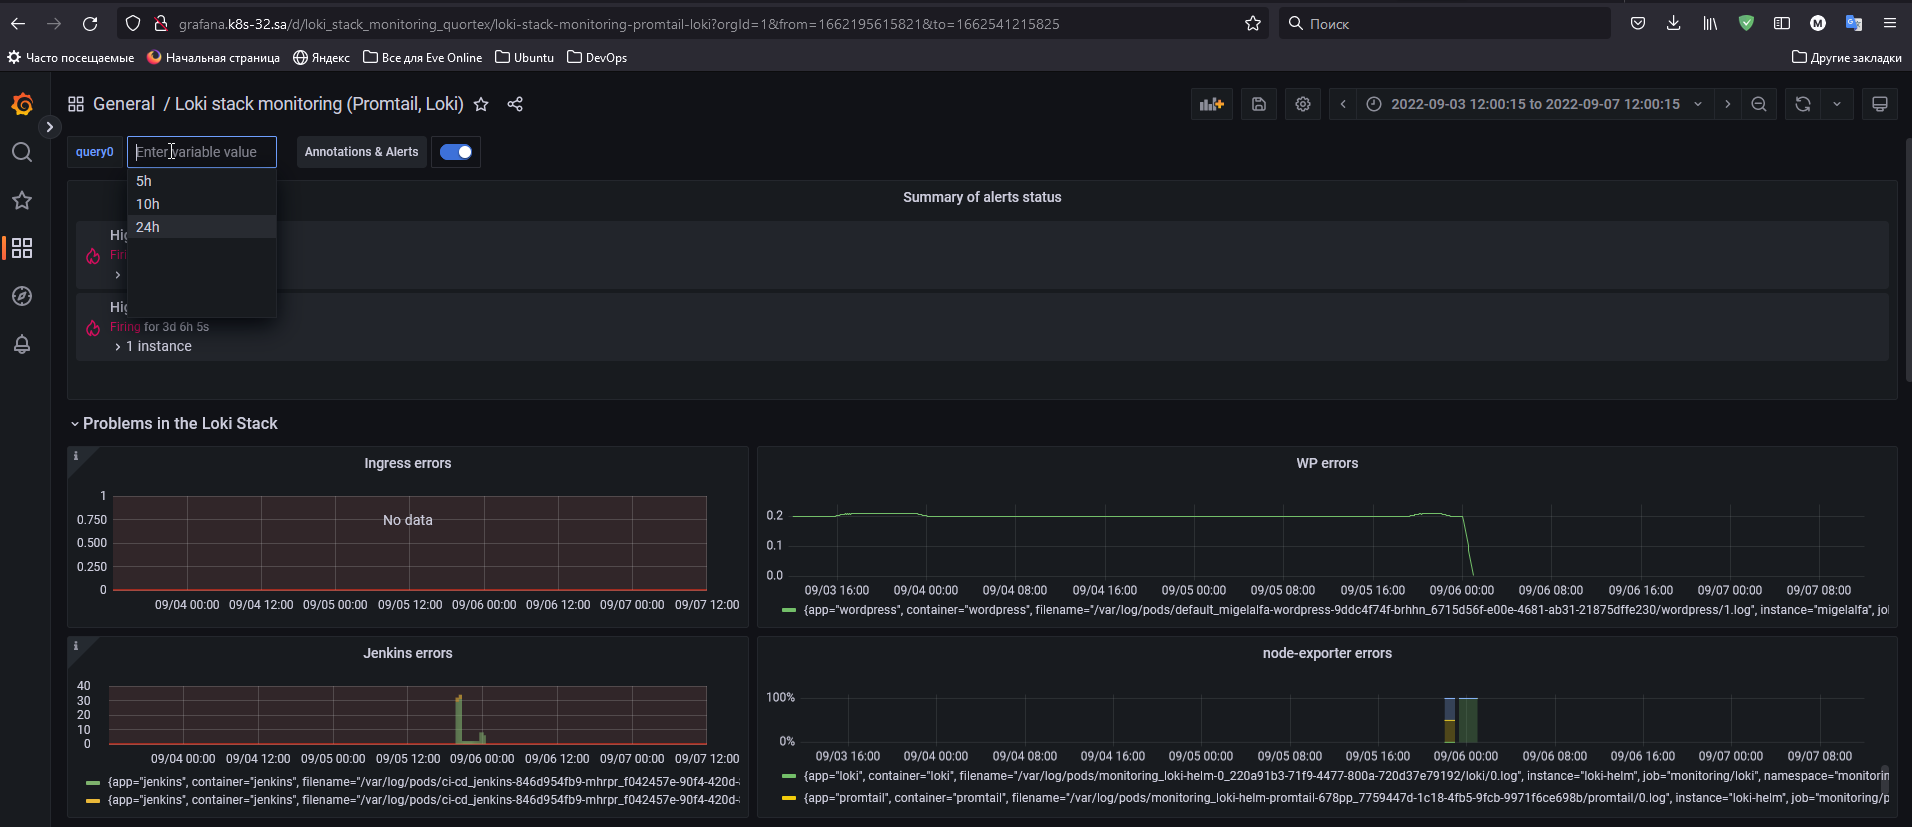 grafana.k8s-32.sa/d/loki_stack_monitoring_quortex/loki-stack-monitoring-promtail-loki?orgId=1&from=1662195615821&to=1662541215825
Поиск
M
Часто посещаемые Начальная страница Яндекс Все для Eve Online Ubuntu DevOps Другие закладки
General / Loki stack monitoring (Promtail, Loki) 2022-09-03 12:00:15 to 2022-09-07 12:00:15
query0 Enter variable value Annotations & Alerts
5h
10h
24h
Summary of alerts status
Hig
Firi
Hig
Firing for 3d 6h 5s
1 instance
Problems in the Loki Stack
Ingress errors
1
0.750
0.500
0.250
0
No data
09/04 00:00 09/04 12:00 09/05 00:00 09/05 12:00 09/06 00:00 09/06 12:00 09/07 00:00 09/07 12:00
WP errors
0.2
0.1
0.0
09/03 16:00 09/04 00:00 09/04 08:00 09/04 16:00 09/05 00:00 09/05 08:00 09/05 16:00 09/06 00:00 09/06 08:00 09/06 16:00 09/07 00:00 09/07 08:00
{app="wordpress", container="wordpress", filename="/var/log/pods/default_migelalfa-wordpress-9ddc4f74f-brhhn_6715d56f-e00e-4681-ab31-21875dffe230/wordpress/1.log", instance="migelalfa", jol
Jenkins errors
40
30
20
10
0
09/04 00:00 09/04 12:00 09/05 00:00 09/05 12:00 09/06 00:00 09/06 12:00 09/07 00:00 09/07 12:00
{app="jenkins", container="jenkins", filename="/var/log/pods/ci-cd_jenkins-846d954fb9-mhrpr_f042457e-90f4-420d-
{app="jenkins", container="jenkins", filename="/var/log/pods/ci-cd_jenkins-846d954fb9-mhrpr_f042457e-90f4-420d-
node-exporter errors
100%
0%
09/03 16:00 09/04 00:00 09/04 08:00 09/04 16:00 09/05 00:00 09/05 08:00 09/05 16:00 09/06 00:00 09/06 08:00 09/06 16:00 09/07 00:00 09/07 08:00
{app="loki", container="loki", filename="/var/log/pods/monitoring_loki-helm-0_220a91b3-71f9-4477-800a-720d37e79192/loki/0.log", instance="loki-helm", job="monitoring/loki", namespace="monitorin
{app="promtail", container="promtail", filename="/var/log/pods/monitoring_loki-helm-promtail-678pp_7759447d-1c18-4fb5-9fcb-9971f6ce698b/promtail/0.log", instance="loki-helm", job="monitoring/p